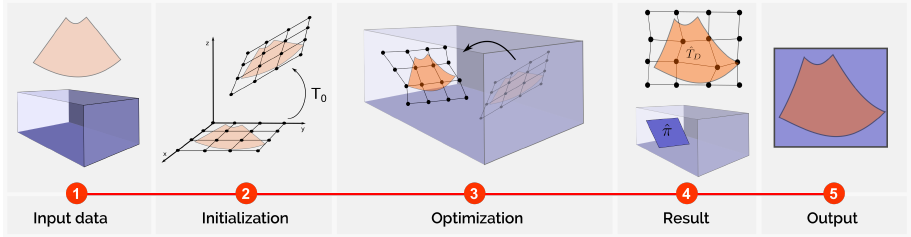 z
y
x
T₀
T̂_D
π̂
1
2
3
4
5
Input data
Initialization
Optimization
Result
Output